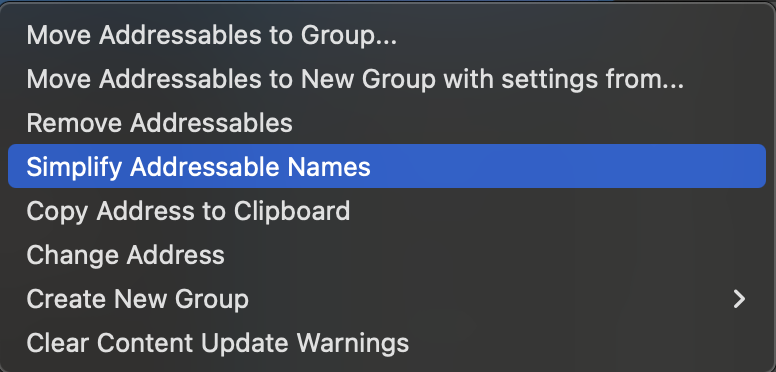 Move Addressables to Group...
Move Addressables to New Group with settings from...
Remove Addressables
Simplify Addressable Names
Copy Address to Clipboard
Change Address
Create New Group
Clear Content Update Warnings